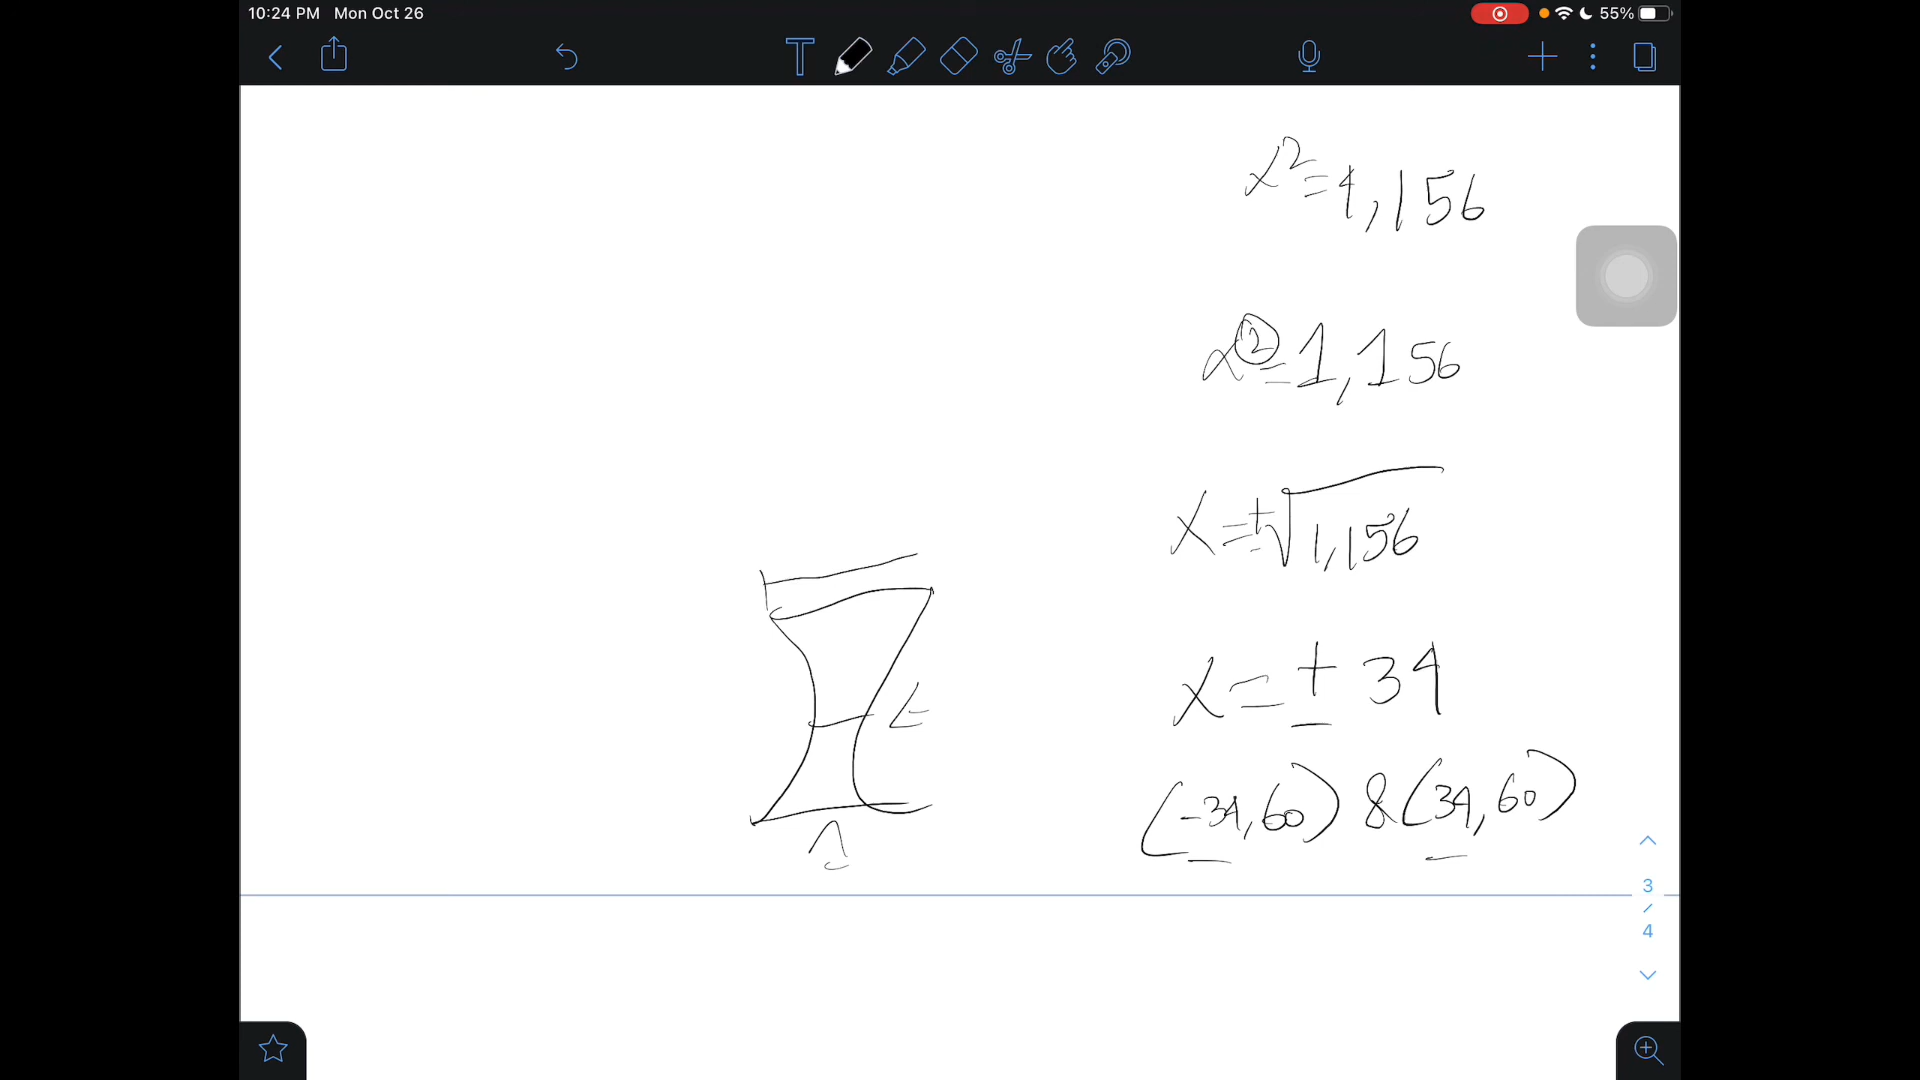 10:24 PM Mon Oct 26
55%
T
x²=1,156
x²=1,156
x=±√1,156
x=±34
(-34,60) & (34,60)
3
/
4